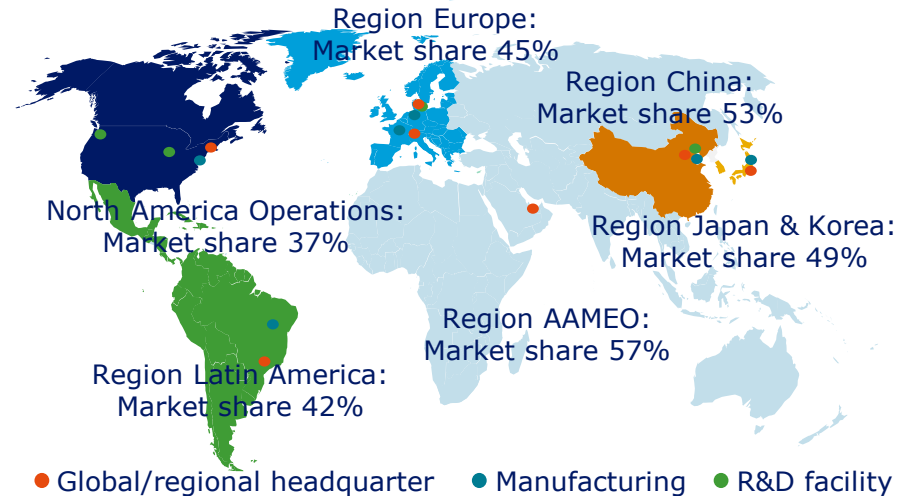 Region Europe:
Market share 45%
Region China:
Market share 53%
North America Operations:
Market share 37%
Region Japan & Korea:
Market share 49%
Region AAMEO:
Market share 57%
Region Latin America:
Market share 42%
Global/regional headquarter
Manufacturing
R&D facility